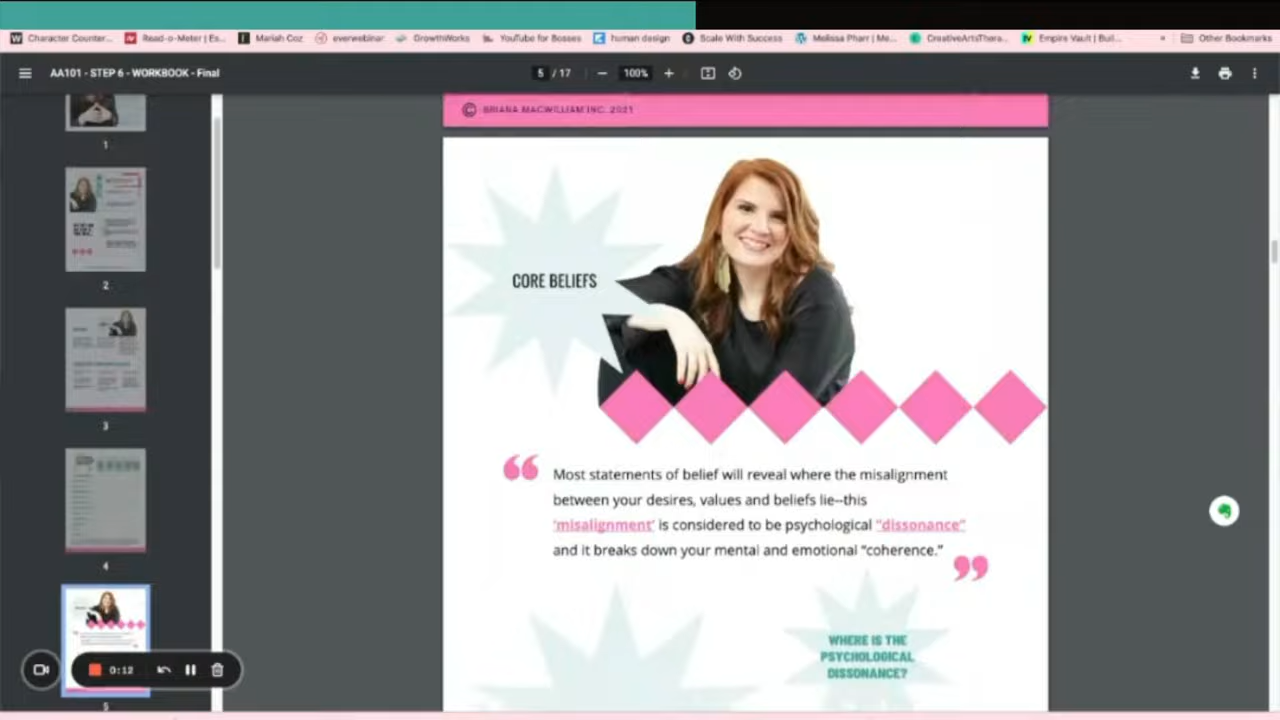 Character Counter...
Read-o-Meter | Es...
Mariah Coz
everwebinar
GrowthWorks
YouTube for Bosses
human design
Scale With Success
Melissa Pharr | Me...
CreativeArtsThera...
Empire Vault | Buil...
»
Other Bookmarks
AA101 - STEP 6 - WORKBOOK - Final
5 / 17
100%
1
2
3
4
5
© BRIANA MACWILLIAM INC. 2021
CORE BELIEFS
“Most statements of belief will reveal where the misalignment
between your desires, values and beliefs lie--this
'misalignment' is considered to be psychological "dissonance"
and it breaks down your mental and emotional “coherence.”
”
WHERE IS THE
PSYCHOLOGICAL
DISSONANCE?
0:12